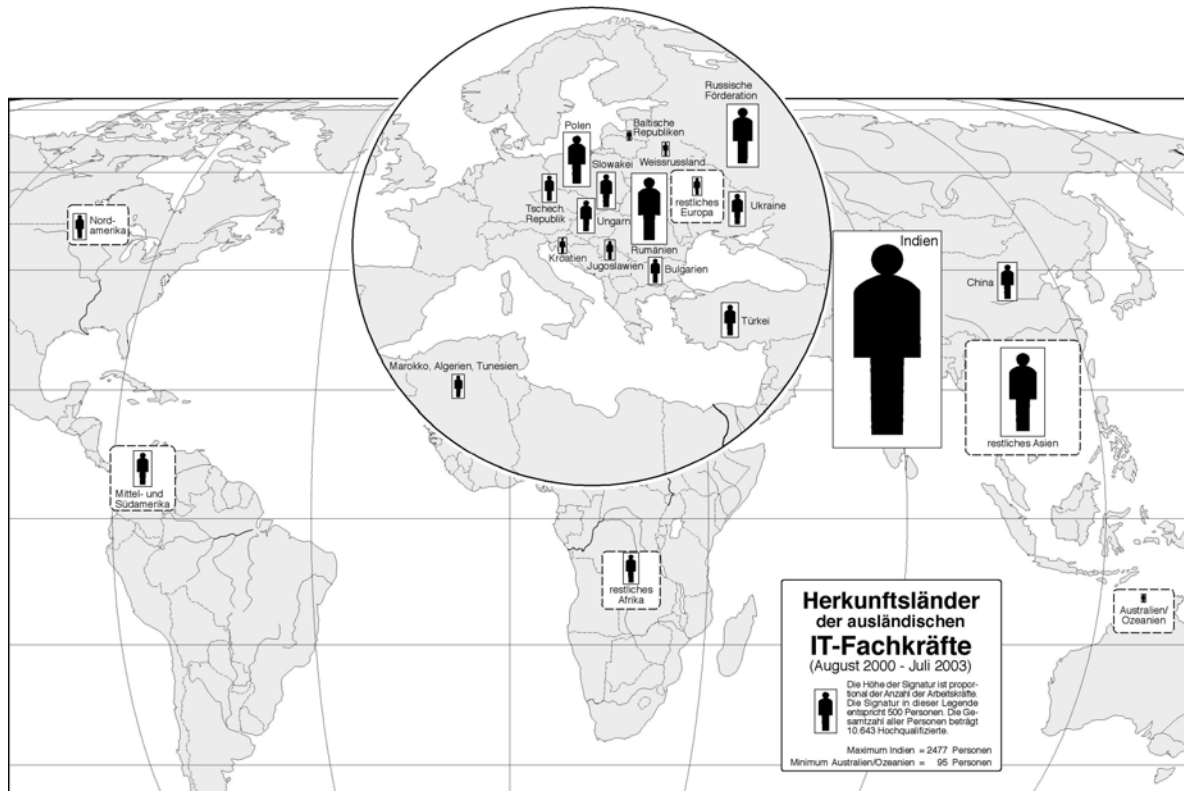 Russische
Förderation
Baltische
Republiken
Polen
Weissrussland
Slowakei
restliches
Europa
Ukraine
Tschech.
Republik
Ungarn
Rumänien
Kroatien
Jugoslawien
Bulgarien
Türkei
Marokko, Algerien, Tunesien
Nord-
amerika
Indien
China
restliches Asien
Mittel- und
Südamerika
restliches
Afrika
Australien/
Ozeanien
Herkunftsländer
der ausländischen
IT-Fachkräfte
(August 2000 - Juli 2003)
Die Höhe der Signatur ist propor-
tional der Anzahl der Arbeitskräfte.
Die Signatur in dieser Legende
entspricht 500 Personen. Die Ge-
samtzahl aller Personen beträgt
10.643 Hochqualifizierte.
Maximum Indien = 2477 Personen
Minimum Australien/Ozeanien = 95 Personen